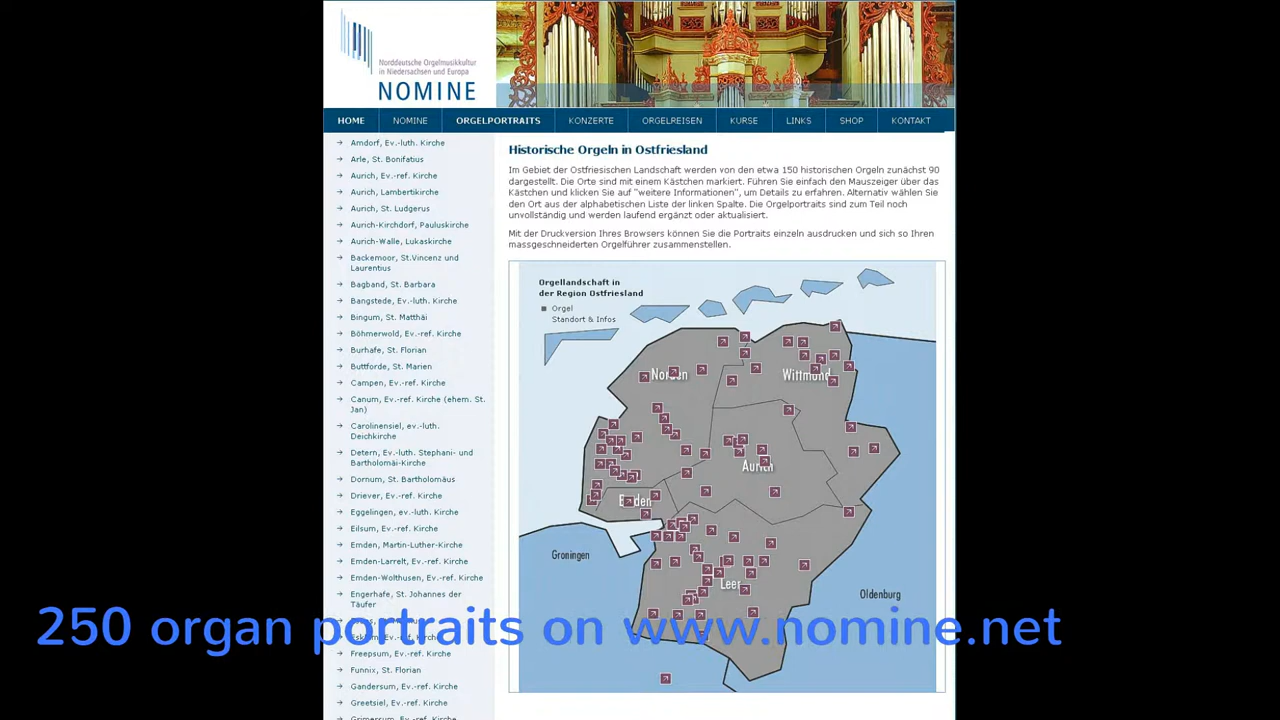 Norddeutsche Orgelmusikkultur
in Niedersachsen und Europa
NOMINE
HOME NOMINE ORGELPORTRAITS KONZERTE ORGELREISEN KURSE LINKS SHOP KONTAKT
Amdorf, Ev.-luth. Kirche
Arle, St. Bonifatius
Aurich, Ev.-ref. Kirche
Aurich, Lambertikirche
Aurich, St. Ludgerus
Aurich-Kirchdorf, Pauluskirche
Aurich-Walle, Lukaskirche
Backemoor, St.Vincenz und
Laurentius
Bagband, St. Barbara
Bangstede, Ev.-luth. Kirche
Bingum, St. Matthäi
Böhmerwold, Ev.-ref. Kirche
Burhafe, St. Florian
Buttforde, St. Marien
Campen, Ev.-ref. Kirche
Canum, Ev.-ref. Kirche (ehem. St.
Jan)
Carolinensiel, ev.-luth.
Deichkirche
Detern, Ev.-luth. Stephani- und
Bartholomäi-Kirche
Dornum, St. Bartholomäus
Driever, Ev.-ref. Kirche
Eggelingen, ev.-luth. Kirche
Eilsum, Ev.-ref. Kirche
Emden, Martin-Luther-Kirche
Emden-Larrelt, Ev.-ref. Kirche
Emden-Wolthusen, Ev.-ref. Kirche
Engerhafe, St. Johannes der
Täufer
Ev.-ref. Kirche
Freepsum, Ev.-ref. Kirche
Funnix, St. Florian
Gandersum, Ev.-ref. Kirche
Greetsiel, Ev.-ref. Kirche
Grimersum, Ev.-ref. Kirche
Historische Orgeln in Ostfriesland
Im Gebiet der Ostfriesischen Landschaft werden von den etwa 150 historischen Orgeln zunächst 90
dargestellt. Die Orte sind mit einem Kästchen markiert. Führen Sie einfach den Mauszeiger über das
Kästchen und klicken Sie auf "weitere Informationen", um Details zu erfahren. Alternativ wählen Sie
den Ort aus der alphabetischen Liste der linken Spalte. Die Orgelportraits sind zum Teil noch
unvollständig und werden laufend ergänzt oder aktualisiert.
Mit der Druckversion Ihres Browsers können Sie die Portraits einzeln ausdrucken und sich so Ihren
massgeschneiderten Orgelführer zusammenstellen.
Orgellandschaft in
der Region Ostfriesland
Orgel
Standort & Infos
Norden
Wittmund
Aurich
Emden
Groningen
Leer
Oldenburg
250 organ portraits on www.nomine.net